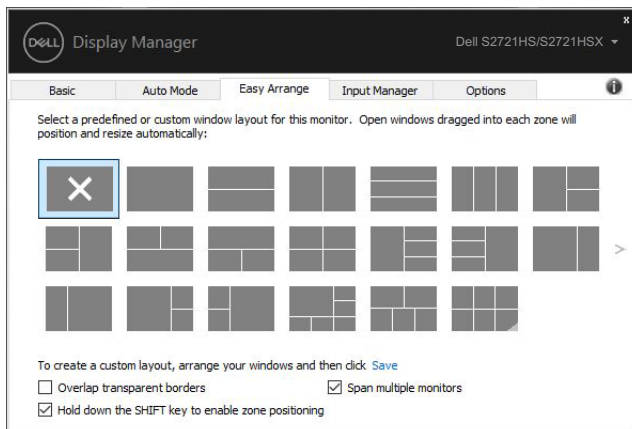 x
DELL Display Manager
Dell S2721HS/S2721HSX
Basic Auto Mode Easy Arrange Input Manager Options i
Select a predefined or custom window layout for this monitor. Open windows dragged into each zone will
position and resize automatically:
>
To create a custom layout, arrange your windows and then click Save
Overlap transparent borders Span multiple monitors
Hold down the SHIFT key to enable zone positioning